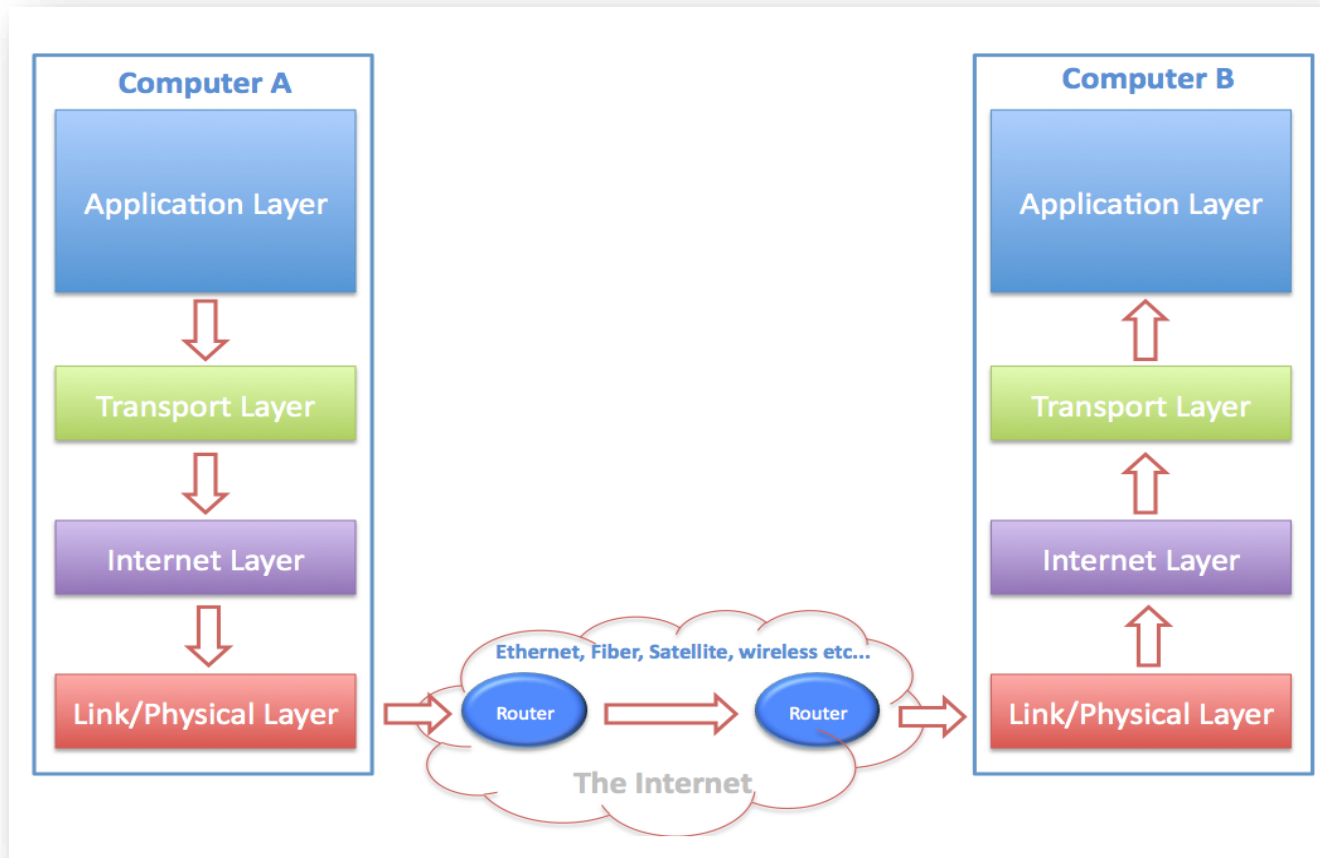 Computer A
Application Layer
Transport Layer
Internet Layer
Link/Physical Layer
Ethernet, Fiber, Satellite, wireless etc...
Router
Router
The Internet
Computer B
Application Layer
Transport Layer
Internet Layer
Link/Physical Layer